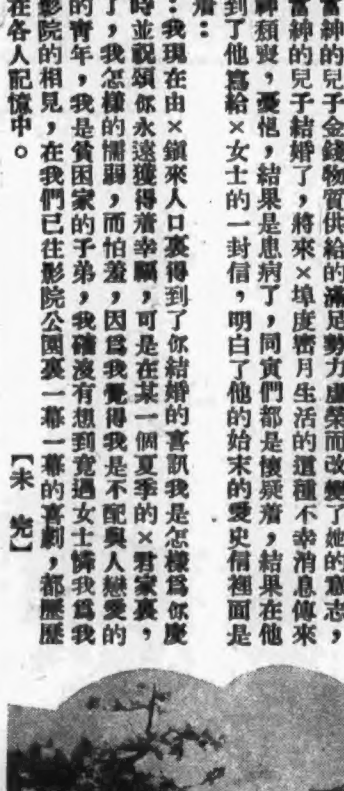 富紳的兒子金錢物質供給的滿足勢力虛榮而改變了她的意志，
富紳的兒子結婚了，將來×埠度密月生活的這種不幸消息傳來
神頹喪，憂悒，結果是患病了，同寅們都是懷疑着，結果在他
到了他寫給×女士的一封信，明白了他的始末的愛史信裡面是
着：
：我現在由×鎭來人口裏得到了你結婚的喜訊我是怎樣爲你慶
時並祝頌你永遠獲得着幸福，可是在某一個夏季的×君家裏，
了，我怎樣的懦弱，而怕羞，因爲我覺得我是不配與人戀愛的
的靑年，我是貧困家的子弟，我確沒有想到竟遇女士憐我爲我
影院的相見，在我們已往影院公園裏一幕一幕的喜劇，都歷歷
在各人記憶中。
【未完】